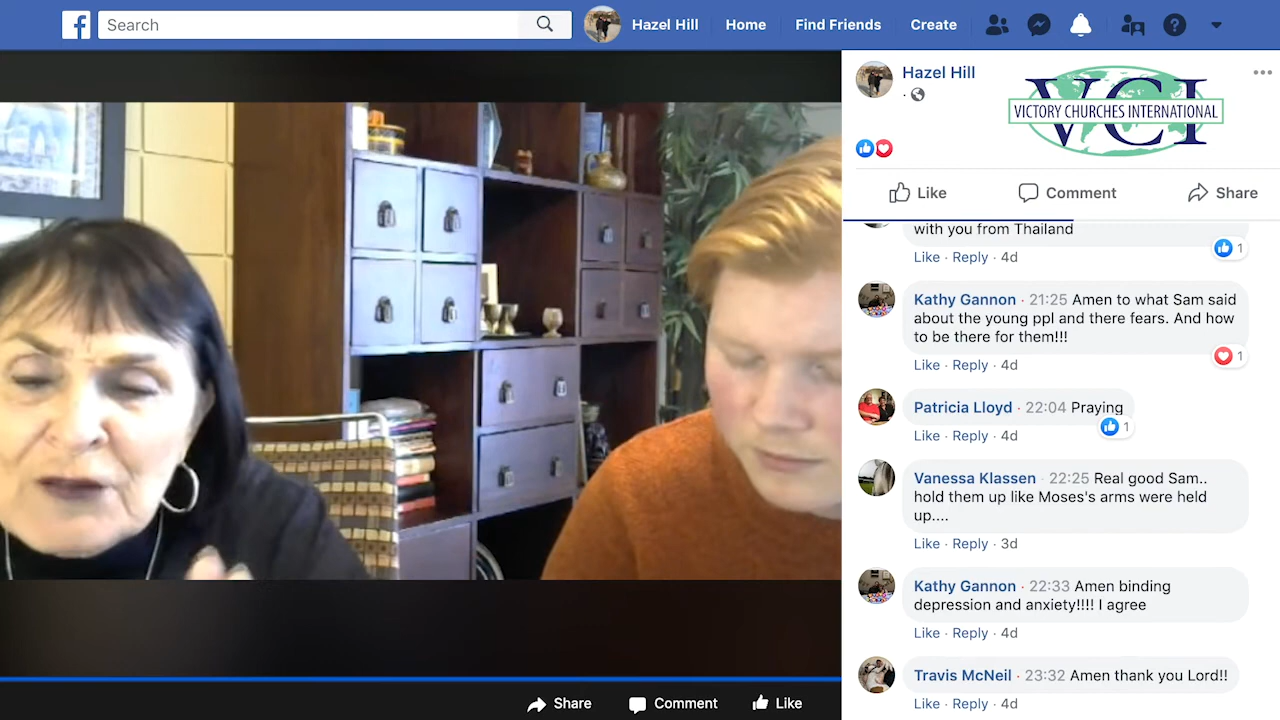 Search
Hazel Hill
Home
Find Friends
Create
Hazel Hill
VCI
VICTORY CHURCHES INTERNATIONAL
Like
Comment
Share
with you from Thailand
1
Like · Reply · 4d
Kathy Gannon · 21:25 Amen to what Sam said
about the young ppl and there fears. And how
to be there for them!!!
1
Like · Reply · 4d
Patricia Lloyd · 22:04 Praying
1
Like · Reply · 4d
Vanessa Klassen · 22:25 Real good Sam..
hold them up like Moses's arms were held
up....
Like · Reply · 3d
Kathy Gannon · 22:33 Amen binding
depression and anxiety!!!! I agree
Like · Reply · 4d
Travis McNeil · 23:32 Amen thank you Lord!!
Like · Reply · 4d
Share
Comment
Like